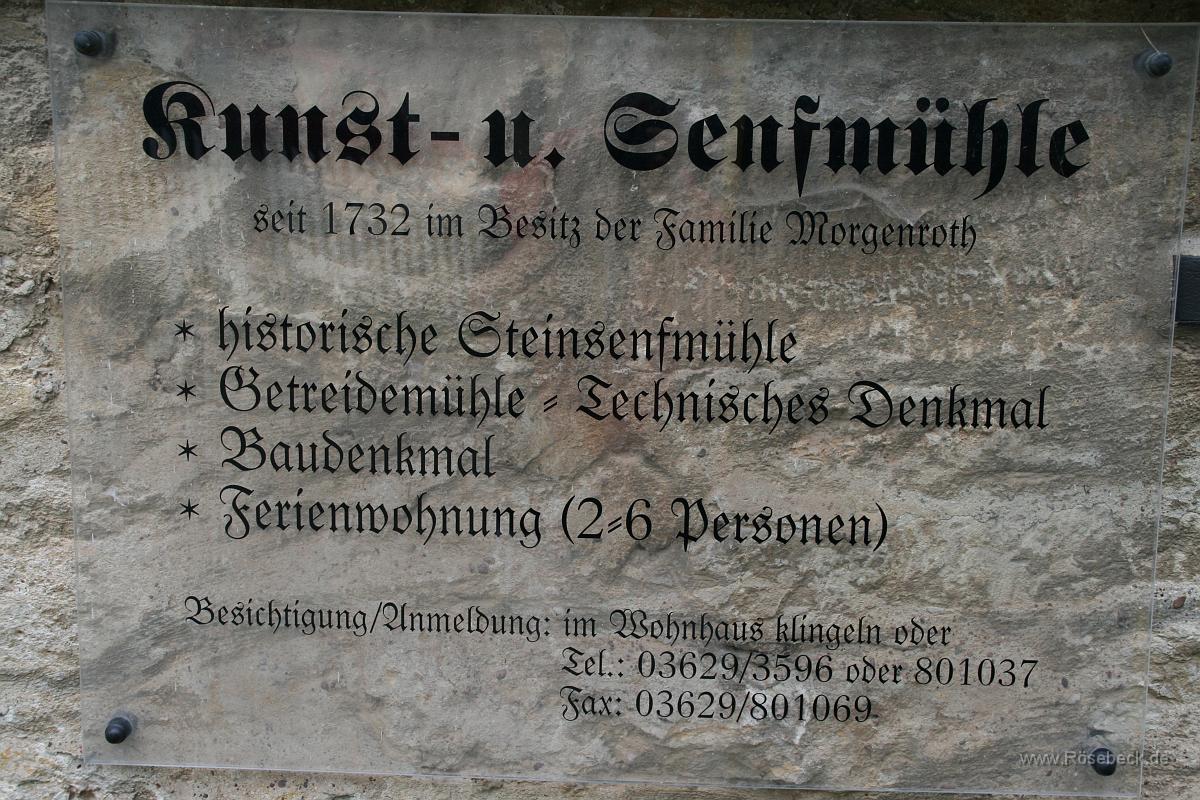 Kunst- u. Senfmühle
seit 1732 im Besitz der Familie Morgenroth
* historische Steinsenfmühle
* Getreidemühle - Technisches Denkmal
* Baudenkmal
* Ferienwohnung (2-6 Personen)
Besichtigung/Anmeldung: im Wohnhaus klingeln oder
Tel.: 03629/3596 oder 801037
Fax: 03629/801069
www.Rösebeck.de